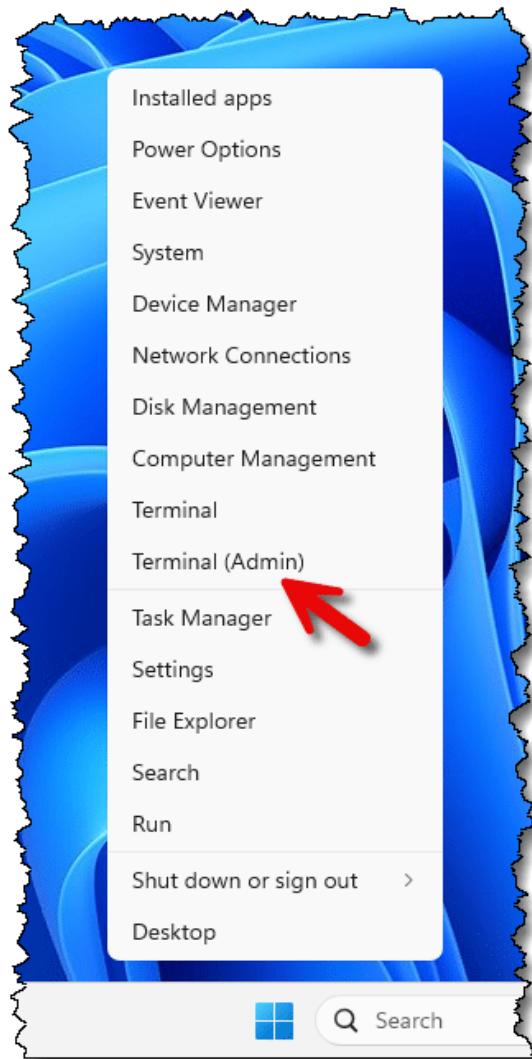 Installed apps
Power Options
Event Viewer
System
Device Manager
Network Connections
Disk Management
Computer Management
Terminal
Terminal (Admin)
Task Manager
Settings
File Explorer
Search
Run
Shut down or sign out
Desktop
Search